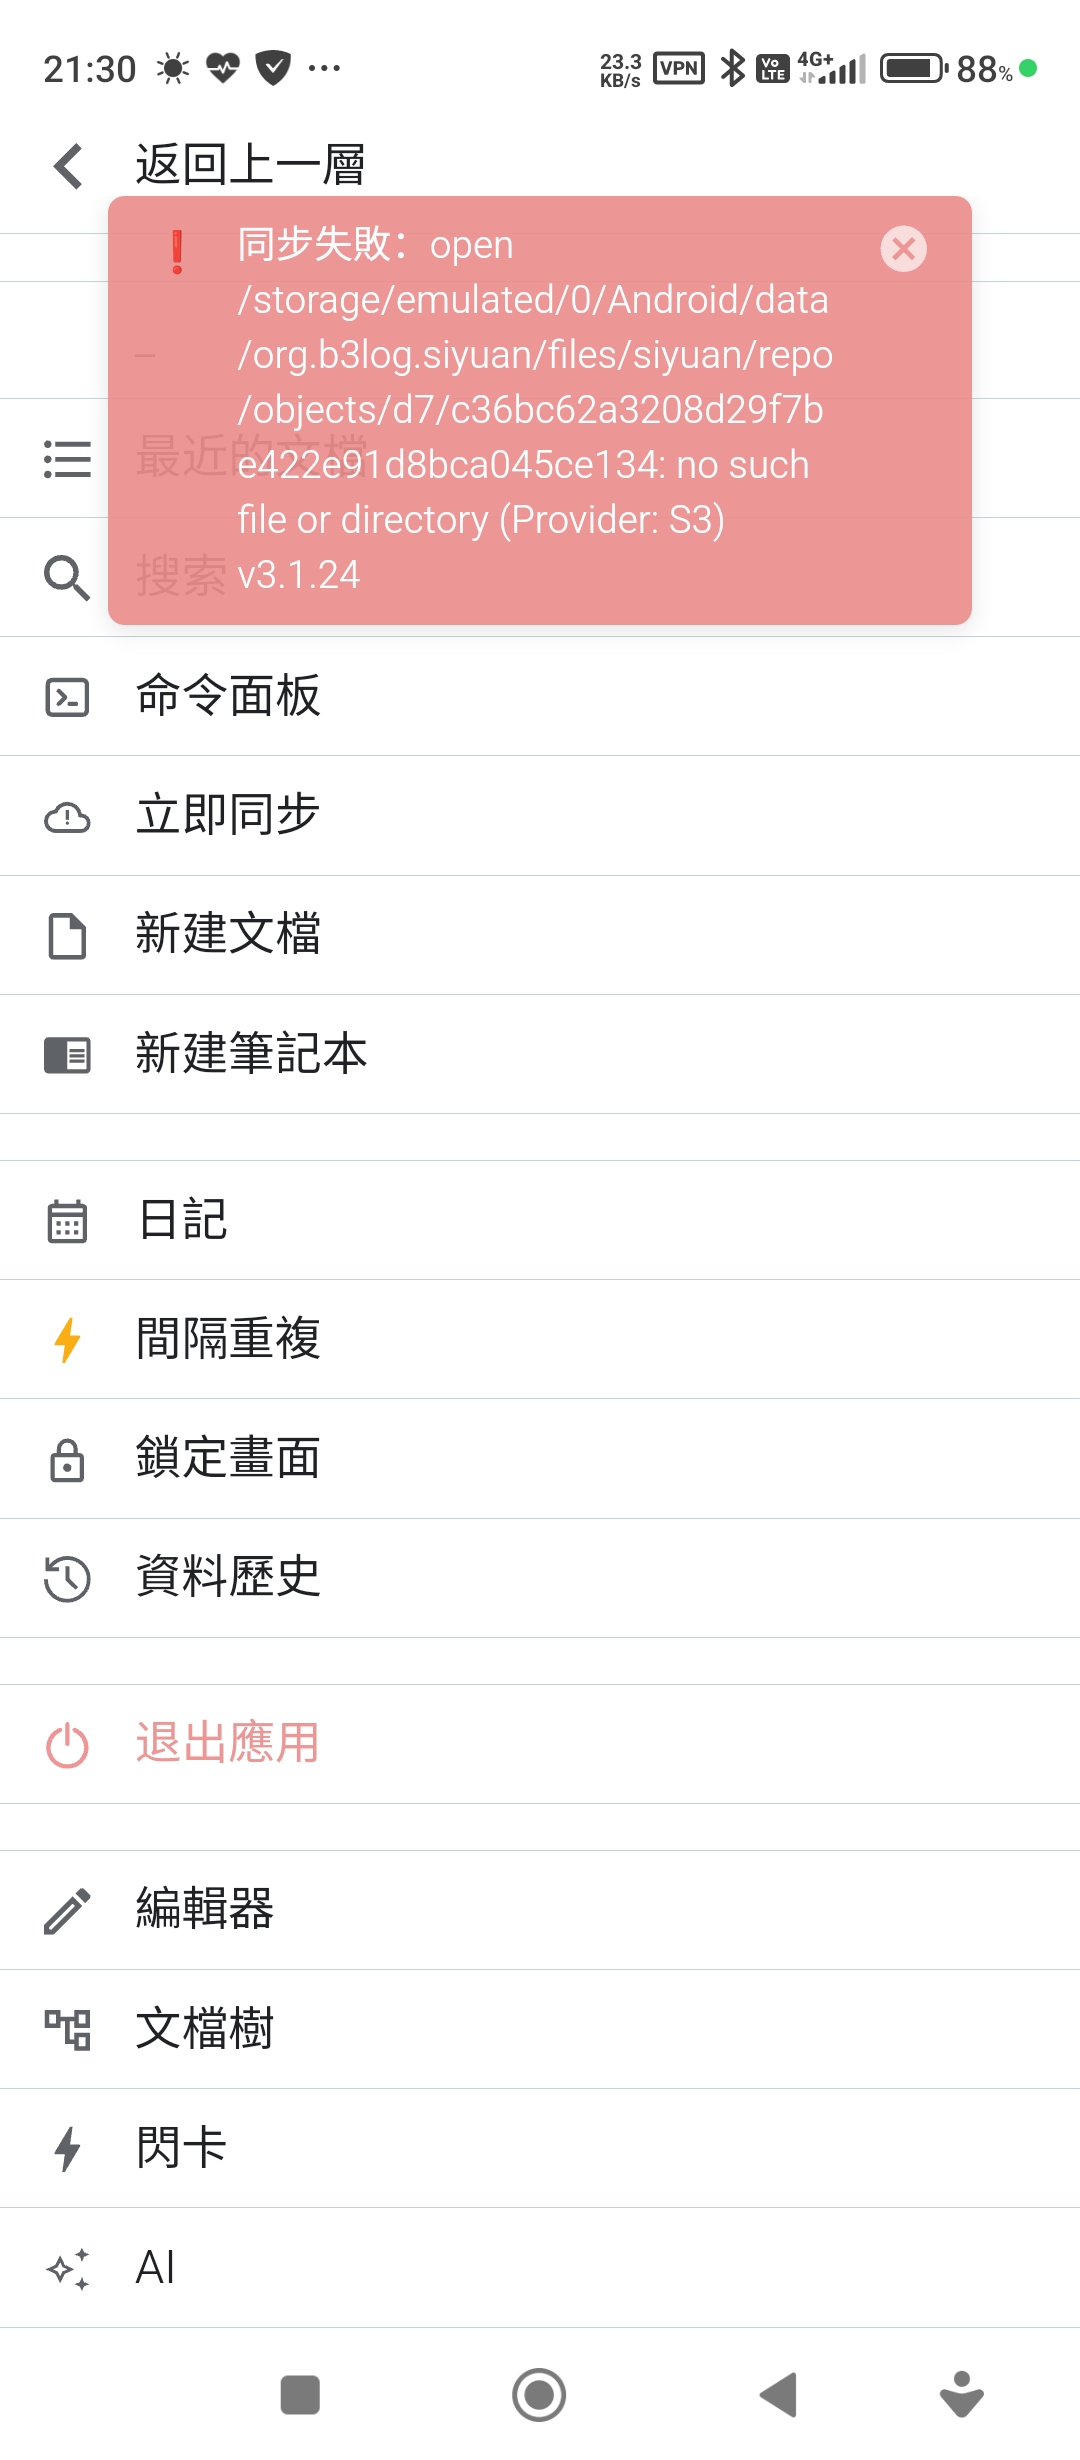 21:30
23.3 KB/s VPN Vo LTE 4G+ 88%
返回上一層
同步失敗：open
/storage/emulated/0/Android/data
/org.b3log.siyuan/files/siyuan/repo
/objects/d7/c36bc62a3208d29f7b
e422e91d8bca045ce134: no such
file or directory (Provider: S3)
v3.1.24
最近的文檔
搜索
命令面板
立即同步
新建文檔
新建筆記本
日記
間隔重複
鎖定畫面
資料歷史
退出應用
編輯器
文檔樹
閃卡
AI